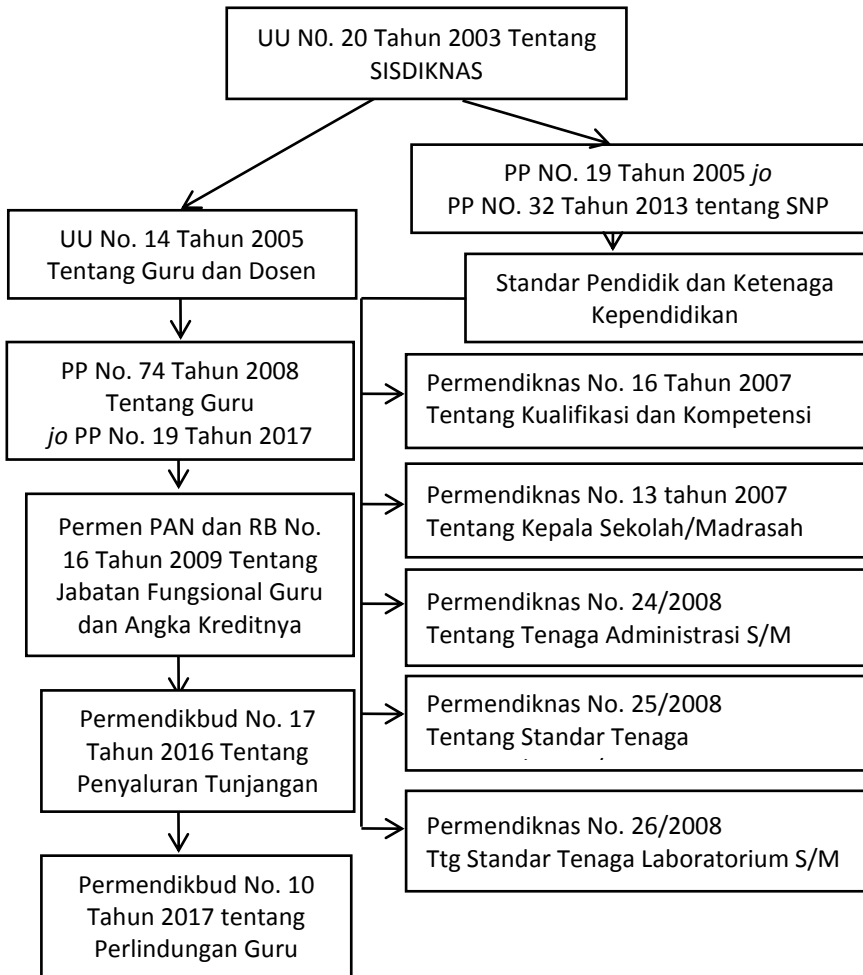 UU N0. 20 Tahun 2003 Tentang
SISDIKNAS
PP NO. 19 Tahun 2005 jo
PP NO. 32 Tahun 2013 tentang SNP
UU No. 14 Tahun 2005
Tentang Guru dan Dosen
Standar Pendidik dan Ketenaga
Kependidikan
PP No. 74 Tahun 2008
Tentang Guru
jo PP No. 19 Tahun 2017
Permendiknas No. 16 Tahun 2007
Tentang Kualifikasi dan Kompetensi
Permendiknas No. 13 tahun 2007
Tentang Kepala Sekolah/Madrasah
Permen PAN dan RB No.
16 Tahun 2009 Tentang
Jabatan Fungsional Guru
dan Angka Kreditnya
Permendiknas No. 24/2008
Tentang Tenaga Administrasi S/M
Permendiknas No. 25/2008
Tentang Standar Tenaga
Permendikbud No. 17
Tahun 2016 Tentang
Penyaluran Tunjangan
Permendiknas No. 26/2008
Ttg Standar Tenaga Laboratorium S/M
Permendikbud No. 10
Tahun 2017 tentang
Perlindungan Guru